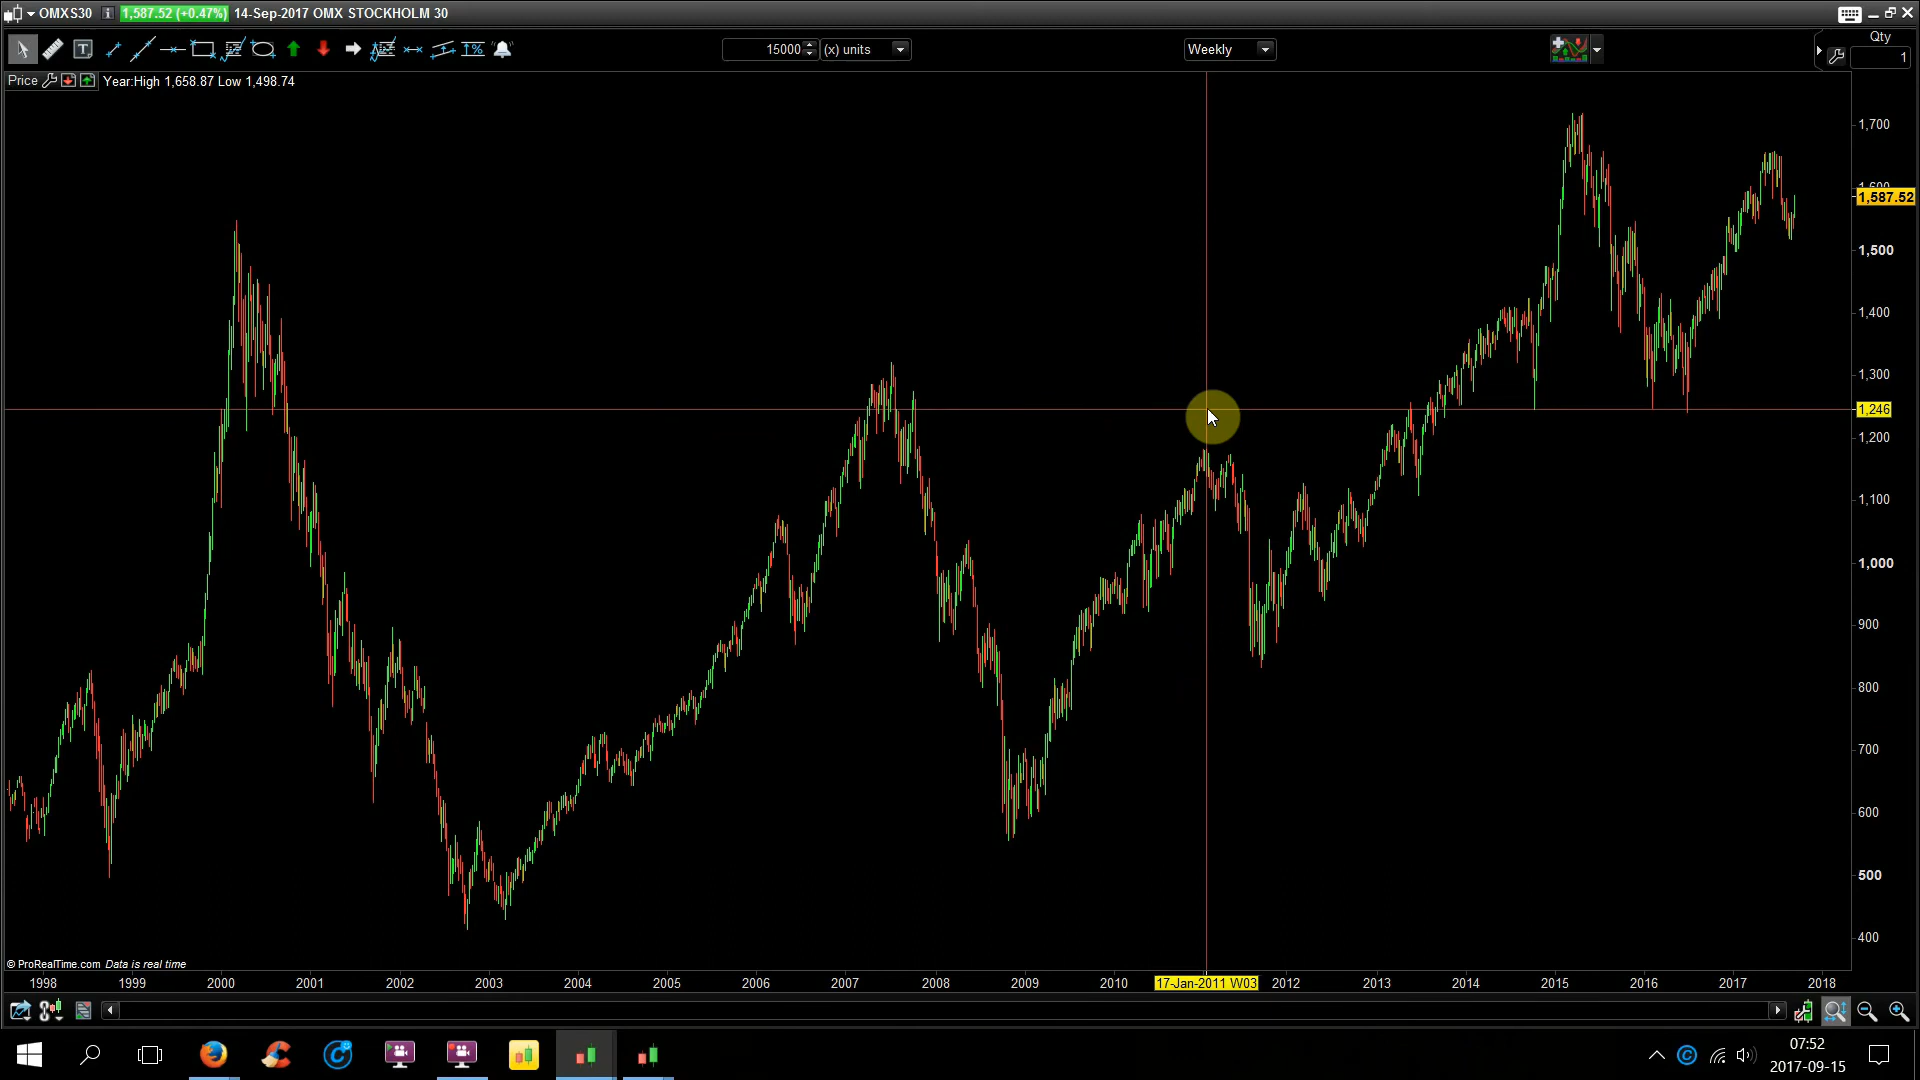 OMXS30 1,587.52 (+0.47%) 14-Sep-2017 OMX STOCKHOLM 30
15000 (x) units
Weekly
Qty
1
Price Year:High 1,658.87 Low 1,498.74
1,700
1,600
1,587.52
1,500
1,400
1,300
1,246
1,200
1,100
1,000
900
800
700
600
500
400
© ProRealTime.com Data is real time
1998 1999 2000 2001 2002 2003 2004 2005 2006 2007 2008 2009 2010 17-Jan-2011 W03 2012 2013 2014 2015 2016 2017 2018
07:52
2017-09-15